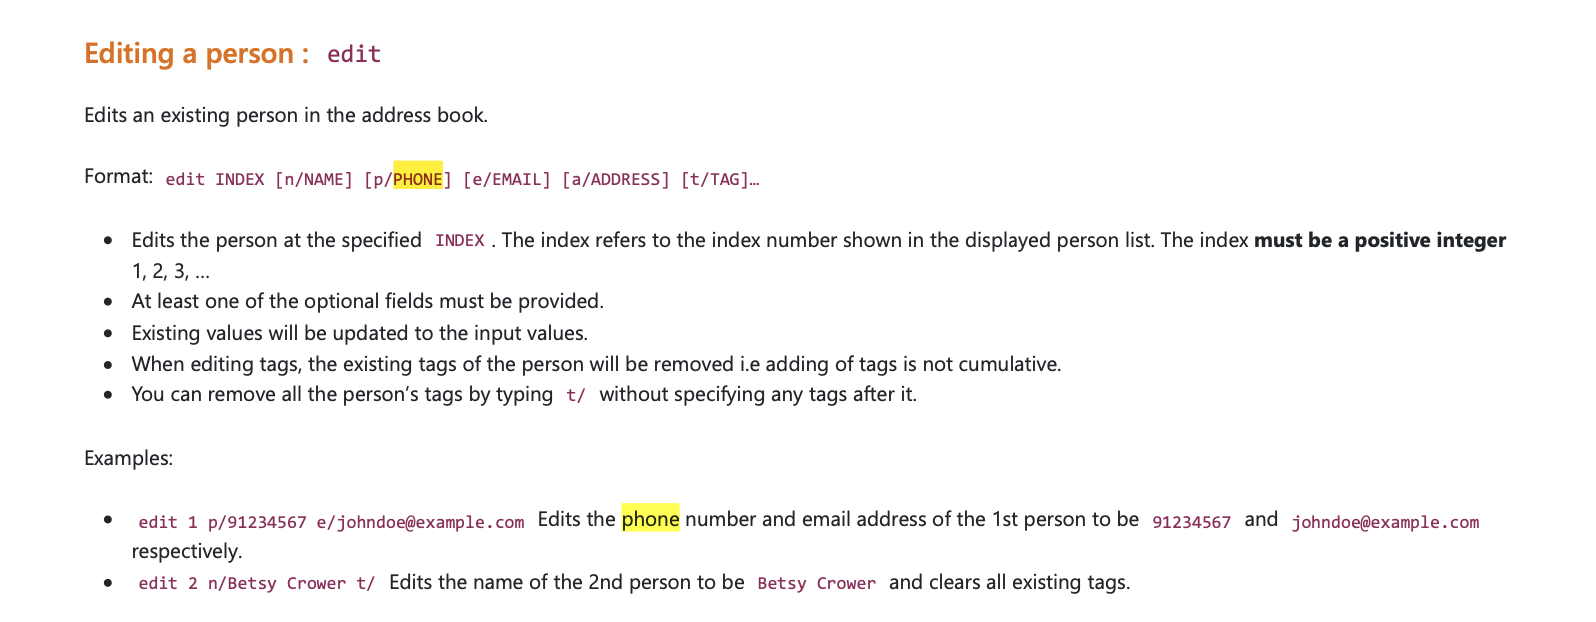 Editing a person : edit
Edits an existing person in the address book.
Format: edit INDEX [n/NAME] [p/PHONE] [e/EMAIL] [a/ADDRESS] [t/TAG]…
• Edits the person at the specified INDEX . The index refers to the index number shown in the displayed person list. The index must be a positive integer
1, 2, 3, …
• At least one of the optional fields must be provided.
• Existing values will be updated to the input values.
• When editing tags, the existing tags of the person will be removed i.e adding of tags is not cumulative.
• You can remove all the person’s tags by typing t/ without specifying any tags after it.
Examples:
• edit 1 p/91234567 e/johndoe@example.com Edits the phone number and email address of the 1st person to be 91234567 and johndoe@example.com
respectively.
• edit 2 n/Betsy Crower t/ Edits the name of the 2nd person to be Betsy Crower and clears all existing tags.